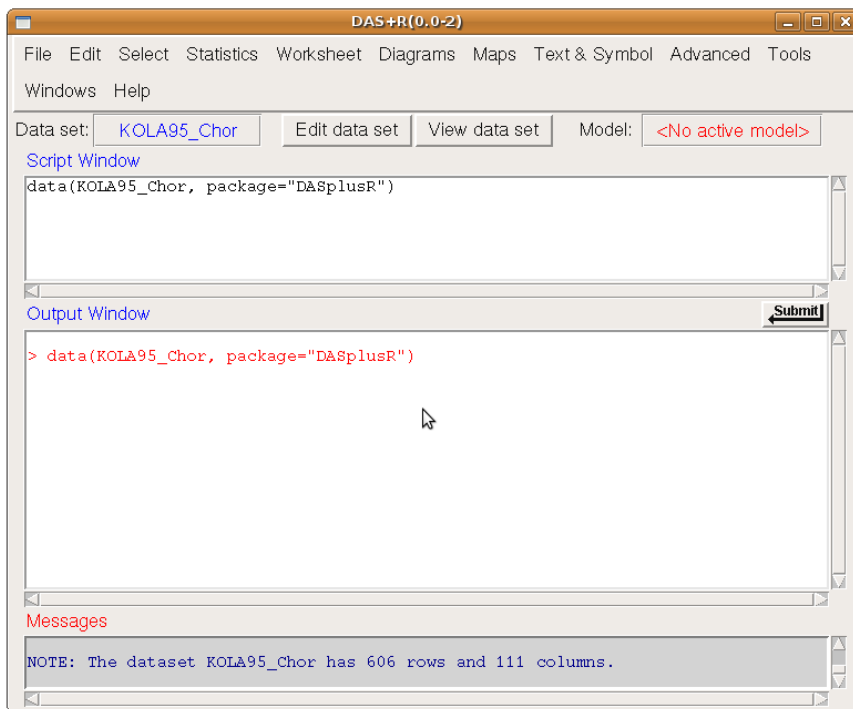 DAS+R(0.0-2)
File Edit Select Statistics Worksheet Diagrams Maps Text & Symbol Advanced Tools
Windows Help
Data set: KOLA95_Chor Edit data set View data set Model: <No active model>
Script Window
data(KOLA95_Chor, package="DASplusR")
Output Window Submit
> data(KOLA95_Chor, package="DASplusR")
Messages
NOTE: The dataset KOLA95_Chor has 606 rows and 111 columns.